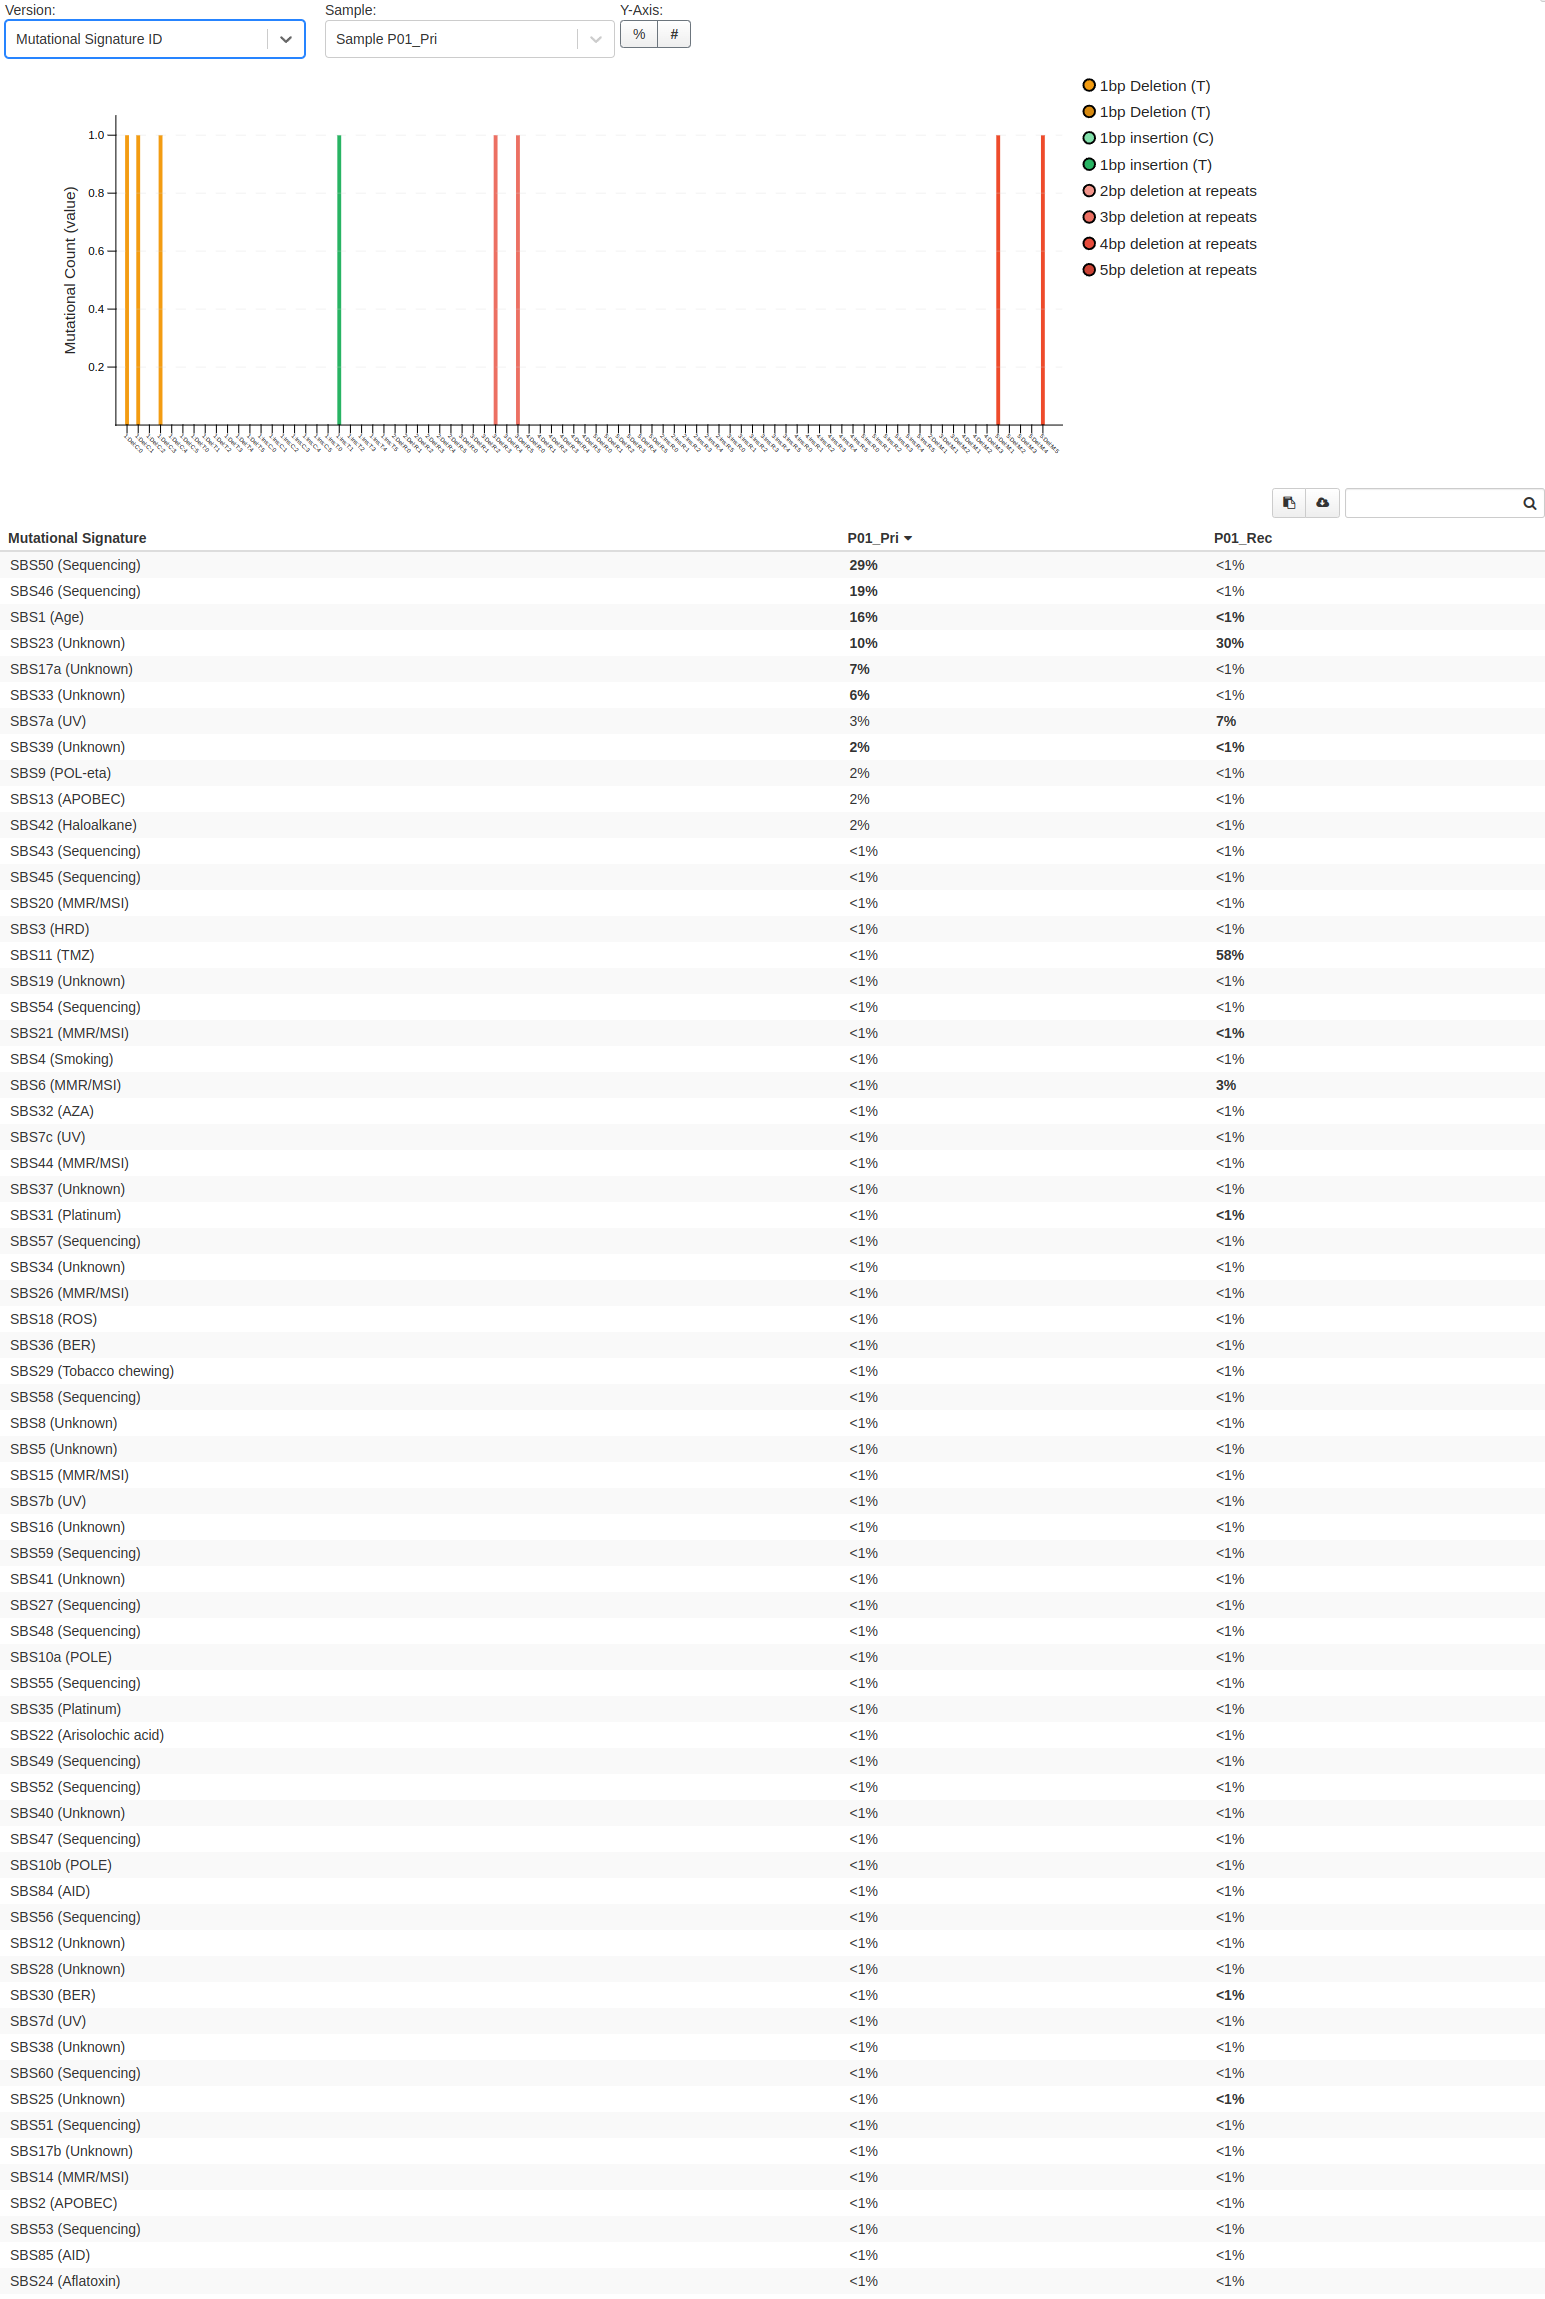 Version: Sample: Y-Axis:
Mutational Signature ID Sample P01_Pri % #
1bp Deletion (T)
1bp Deletion (T)
1bp insertion (C)
1bp insertion (T)
2bp deletion at repeats
3bp deletion at repeats
4bp deletion at repeats
5bp deletion at repeats
Mutational Count (value)
1.0
0.8
0.6
0.4
0.2
Mutational Signature P01_Pri P01_Rec
SBS50 (Sequencing) 29% <1%
SBS46 (Sequencing) 19% <1%
SBS1 (Age) 16% <1%
SBS23 (Unknown) 10% 30%
SBS17a (Unknown) 7% <1%
SBS33 (Unknown) 6% <1%
SBS7a (UV) 3% 7%
SBS39 (Unknown) 2% <1%
SBS9 (POL-eta) 2% <1%
SBS13 (APOBEC) 2% <1%
SBS42 (Haloalkane) 2% <1%
SBS43 (Sequencing) <1% <1%
SBS45 (Sequencing) <1% <1%
SBS20 (MMR/MSI) <1% <1%
SBS3 (HRD) <1% <1%
SBS11 (TMZ) <1% 58%
SBS19 (Unknown) <1% <1%
SBS54 (Sequencing) <1% <1%
SBS21 (MMR/MSI) <1% <1%
SBS4 (Smoking) <1% <1%
SBS6 (MMR/MSI) <1% 3%
SBS32 (AZA) <1% <1%
SBS7c (UV) <1% <1%
SBS44 (MMR/MSI) <1% <1%
SBS37 (Unknown) <1% <1%
SBS31 (Platinum) <1% <1%
SBS57 (Sequencing) <1% <1%
SBS34 (Unknown) <1% <1%
SBS26 (MMR/MSI) <1% <1%
SBS18 (ROS) <1% <1%
SBS36 (BER) <1% <1%
SBS29 (Tobacco chewing) <1% <1%
SBS58 (Sequencing) <1% <1%
SBS8 (Unknown) <1% <1%
SBS5 (Unknown) <1% <1%
SBS15 (MMR/MSI) <1% <1%
SBS7b (UV) <1% <1%
SBS16 (Unknown) <1% <1%
SBS59 (Sequencing) <1% <1%
SBS41 (Unknown) <1% <1%
SBS27 (Sequencing) <1% <1%
SBS48 (Sequencing) <1% <1%
SBS10a (POLE) <1% <1%
SBS55 (Sequencing) <1% <1%
SBS35 (Platinum) <1% <1%
SBS22 (Arisolochic acid) <1% <1%
SBS49 (Sequencing) <1% <1%
SBS52 (Sequencing) <1% <1%
SBS40 (Unknown) <1% <1%
SBS47 (Sequencing) <1% <1%
SBS10b (POLE) <1% <1%
SBS84 (AID) <1% <1%
SBS56 (Sequencing) <1% <1%
SBS12 (Unknown) <1% <1%
SBS28 (Unknown) <1% <1%
SBS30 (BER) <1% <1%
SBS7d (UV) <1% <1%
SBS38 (Unknown) <1% <1%
SBS60 (Sequencing) <1% <1%
SBS25 (Unknown) <1% <1%
SBS51 (Sequencing) <1% <1%
SBS17b (Unknown) <1% <1%
SBS14 (MMR/MSI) <1% <1%
SBS2 (APOBEC) <1% <1%
SBS53 (Sequencing) <1% <1%
SBS85 (AID) <1% <1%
SBS24 (Aflatoxin) <1% <1%